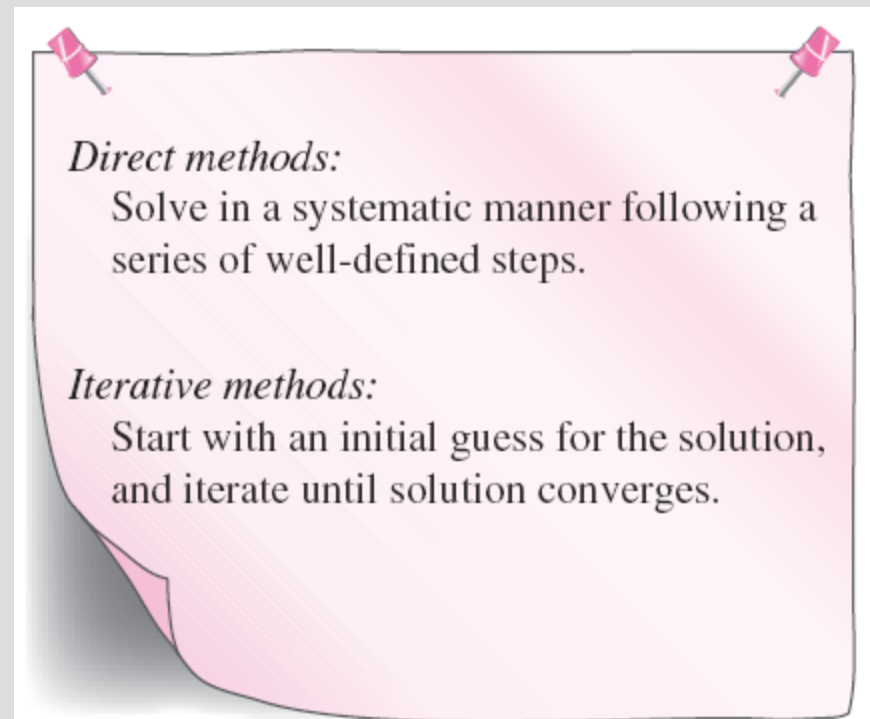 Direct methods:
Solve in a systematic manner following a
series of well-defined steps.
Iterative methods:
Start with an initial guess for the solution,
and iterate until solution converges.